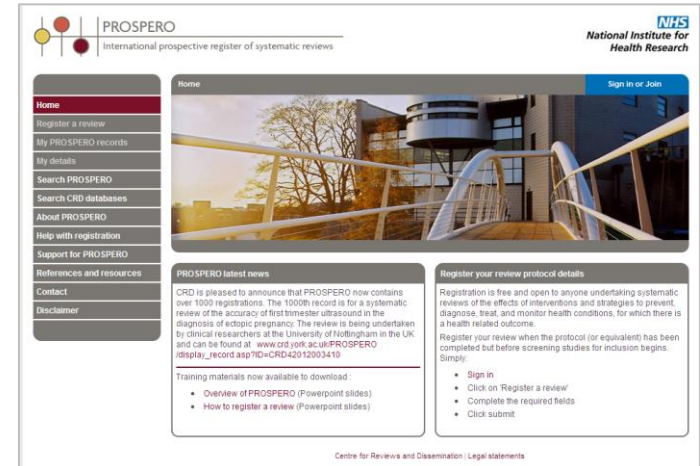 PROSPERO
International prospective register of systematic reviews
NHS
National Institute for
Health Research
Home
Sign in or Join
Home
Register a review
My PROSPERO records
My details
Search PROSPERO
Search CRD databases
About PROSPERO
Help with registration
Support for PROSPERO
References and resources
Contact
Disclaimer
PROSPERO latest news
CRD is pleased to announce that PROSPERO now contains
over 1000 registrations. The 1000th record is for a systematic
review of the accuracy of first trimester ultrasound in the
diagnosis of ectopic pregnancy. The review is being undertaken
by clinical researchers at the University of Nottingham in the UK
and can be found at www.crd.york.ac.uk/PROSPERO
/display_record.asp?ID=CRD42012003410
Training materials now available to download :
• Overview of PROSPERO (Powerpoint slides)
• How to register a review (Powerpoint slides)
Register your review protocol details
Registration is free and open to anyone undertaking systematic
reviews of the effects of interventions and strategies to prevent,
diagnose, treat, and monitor health conditions, for which there is
a health related outcome.
Register your review when the protocol (or equivalent) has been
completed but before screening studies for inclusion begins.
Simply:
• Sign in
• Click on 'Register a review'
• Complete the required fields
• Click submit
Centre for Reviews and Dissemination | Legal statements